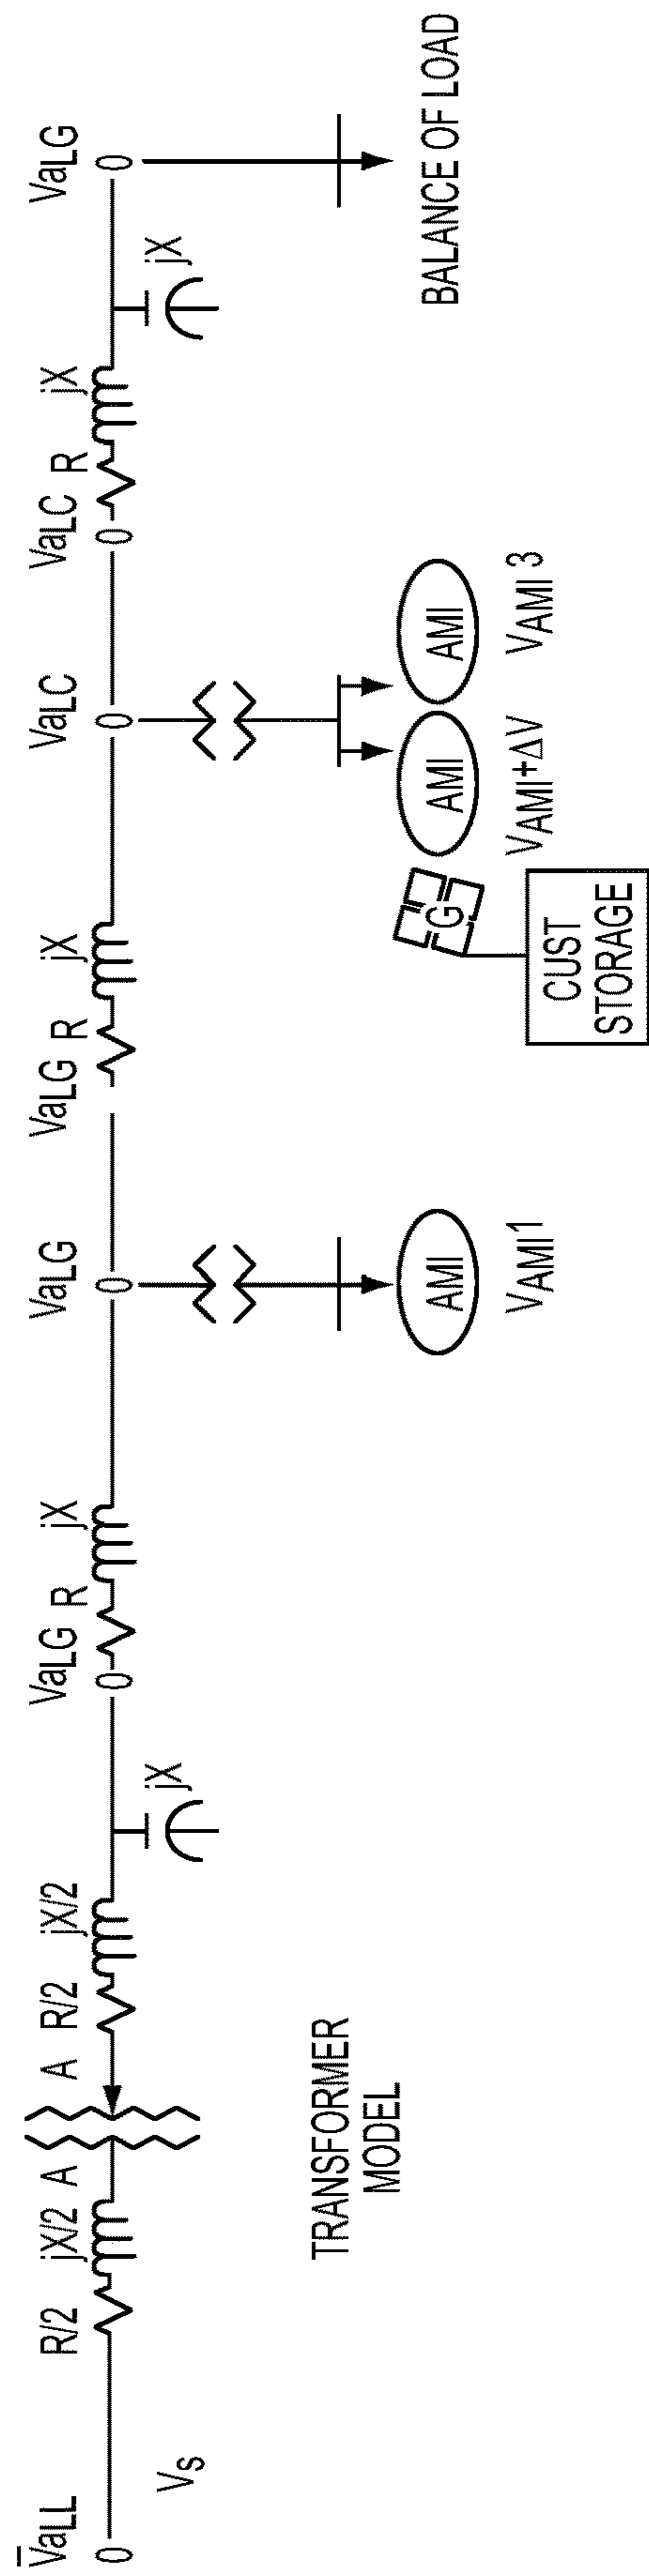 V̅aLL
VS
R/2
jX/2
A
A
R/2
jX/2
TRANSFORMER
MODEL
jX
VaLG
R
jX
VaLG
AMI
VAMI1
VaLG
R
jX
VaLC
AMI
AMI
VAMI+ΔV
VAMI 3
G
CUST
STORAGE
VaLC
R
jX
jX
VaLG
BALANCE OF LOAD